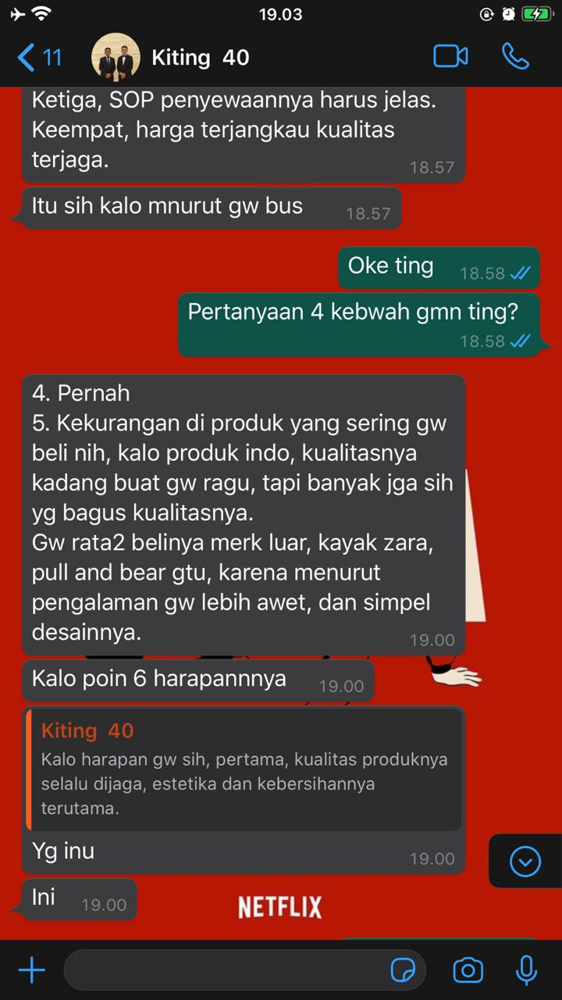 19.03
11
Kiting 40
Ketiga, SOP penyewaannya harus jelas.
Keempat, harga terjangkau kualitas
terjaga.
18.57
Itu sih kalo mnurut gw bus
18.57
Oke ting
18.58
Pertanyaan 4 kebwah gmn ting?
18.58
4. Pernah
5. Kekurangan di produk yang sering gw
beli nih, kalo produk indo, kualitasnya
kadang buat gw ragu, tapi banyak jga sih
yg bagus kualitasnya.
Gw rata2 belinya merk luar, kayak zara,
pull and bear gtu, karena menurut
pengalaman gw lebih awet, dan simpel
desainnya.
19.00
Kalo poin 6 harapannnya
19.00
Kiting 40
Kalo harapan gw sih, pertama, kualitas produknya
selalu dijaga, estetika dan kebersihannya
terutama.
Yg inu
19.00
Ini
19.00
NETFLIX